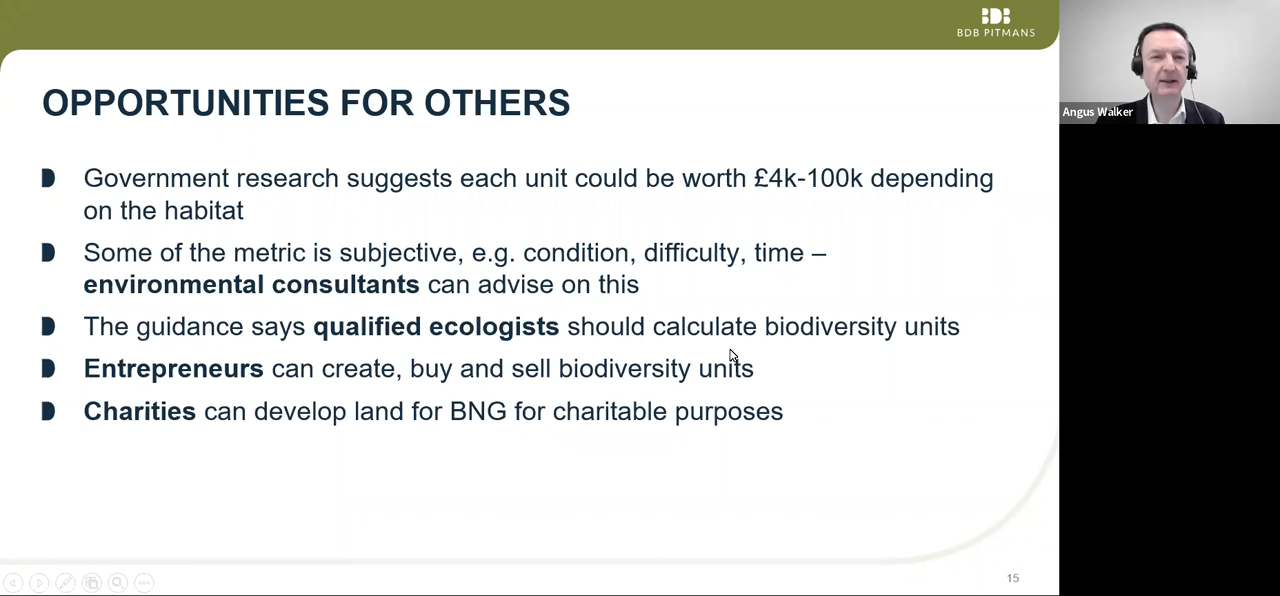 BDB
BDB PITMANS
Angus Walker
OPPORTUNITIES FOR OTHERS
Government research suggests each unit could be worth £4k-100k depending
on the habitat
Some of the metric is subjective, e.g. condition, difficulty, time –
environmental consultants can advise on this
The guidance says qualified ecologists should calculate biodiversity units
Entrepreneurs can create, buy and sell biodiversity units
Charities can develop land for BNG for charitable purposes
15